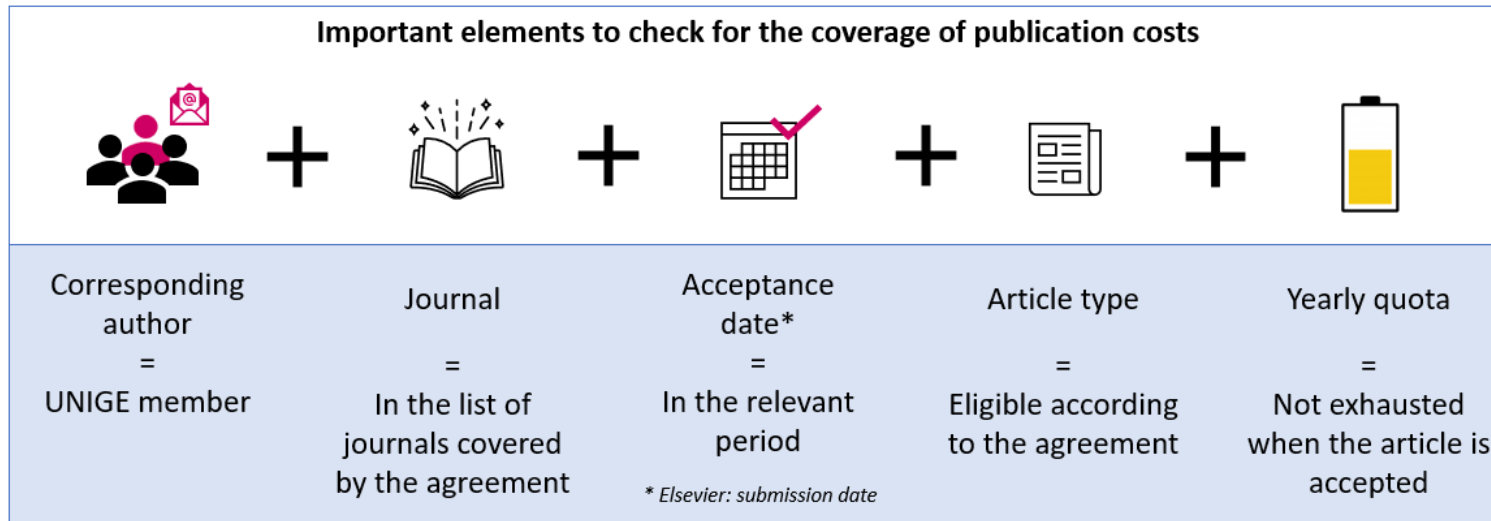 Important elements to check for the coverage of publication costs
@
Corresponding
author
=
UNIGE member
Journal
=
In the list of
journals covered
by the agreement
Acceptance
date*
=
In the relevant
period
* Elsevier: submission date
Article type
=
Eligible according
to the agreement
Yearly quota
=
Not exhausted
when the article is
accepted